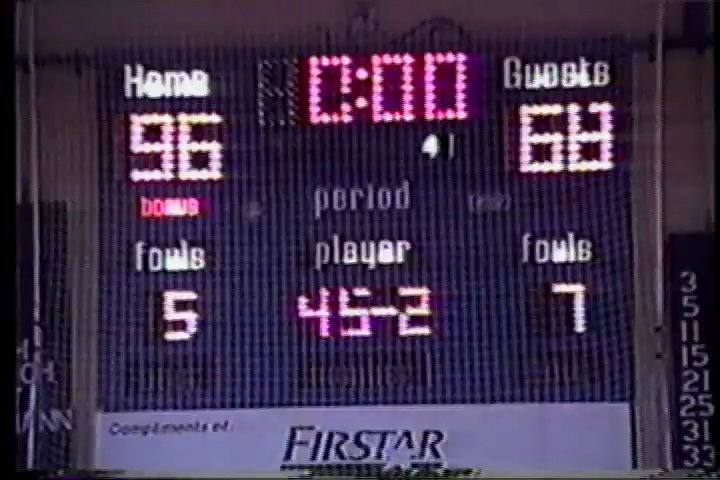 Home 0:00 Guests
96 68
4
bonus period
fouls player fouls
5 45-2 7
Compliments of:
FIRSTAR
3
5
11
15
21
25
31
33